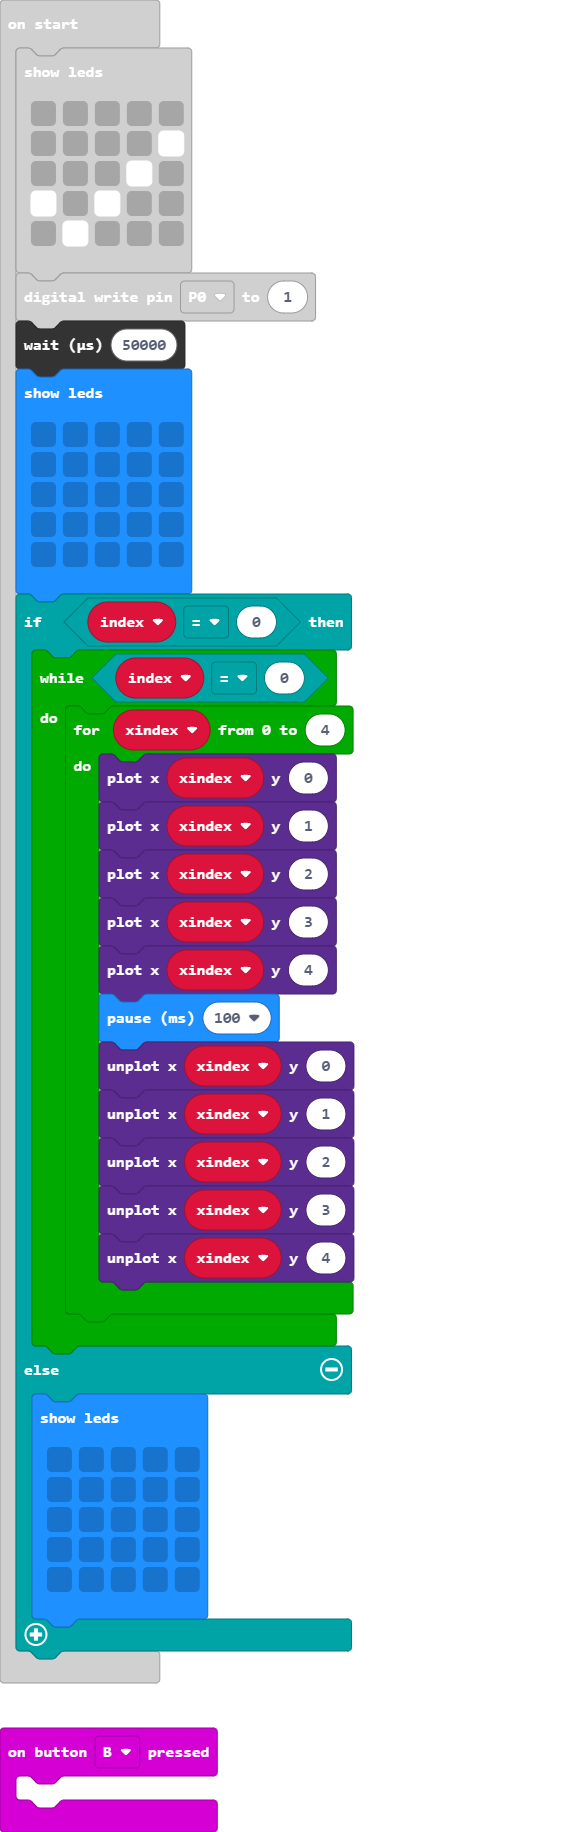 on start
show leds
digital write pin P0 to 1
wait (µs) 50000
show leds
if index = 0 then
while index = 0
do
for xindex from 0 to 4
do
plot x xindex y 0
plot x xindex y 1
plot x xindex y 2
plot x xindex y 3
plot x xindex y 4
pause (ms) 100
unplot x xindex y 0
unplot x xindex y 1
unplot x xindex y 2
unplot x xindex y 3
unplot x xindex y 4
else
show leds
on button B pressed